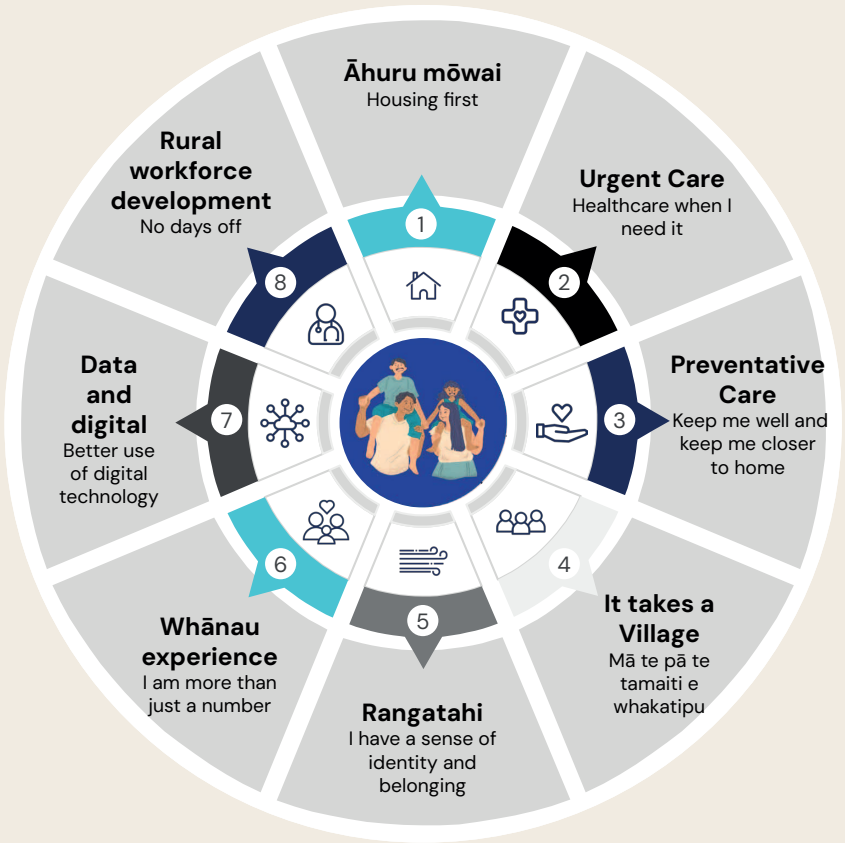 Āhuru mōwai
Housing first
1
Urgent Care
Healthcare when I
need it
2
Preventative
Care
Keep me well and
keep me closer
to home
3
It takes a
Village
Mā te pā te
tamaiti e
whakatipu
4
Rangatahi
I have a sense of
identity and
belonging
5
Whānau
experience
I am more than
just a number
6
Data
and
digital
Better use
of digital
technology
7
Rural
workforce
development
No days off
8